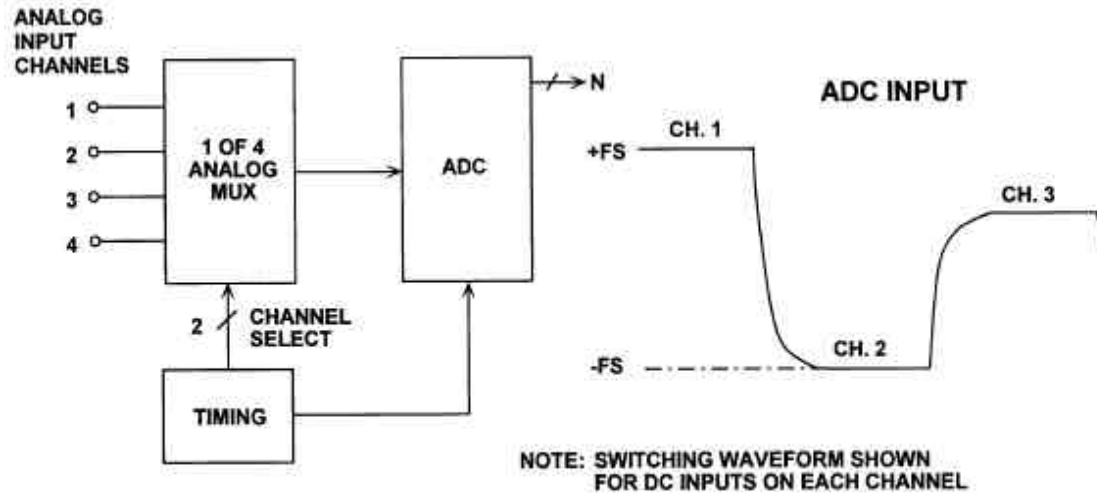 ANALOG
INPUT
CHANNELS
1
2
3
4
1 OF 4
ANALOG
MUX
ADC
N
2
CHANNEL
SELECT
TIMING
ADC INPUT
+FS
CH. 1
CH. 3
-FS
CH. 2
NOTE: SWITCHING WAVEFORM SHOWN
FOR DC INPUTS ON EACH CHANNEL